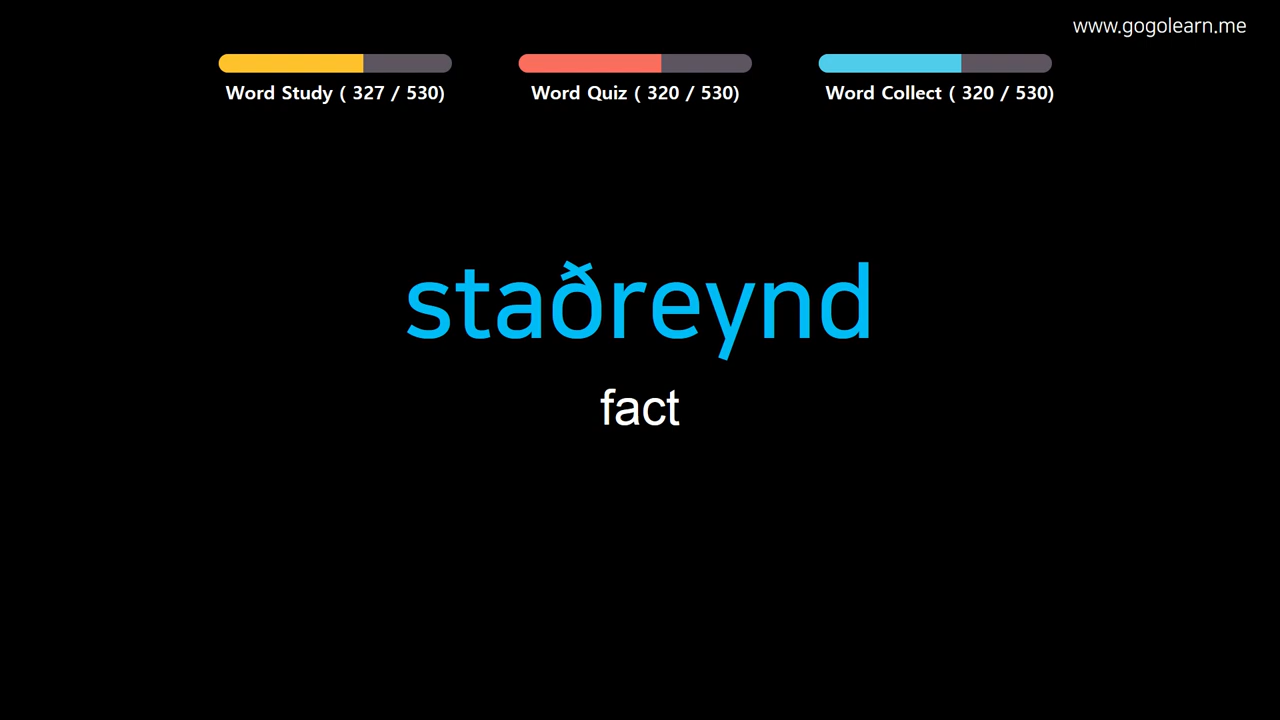 www.gogolearn.me
Word Study ( 327 / 530)
Word Quiz ( 320 / 530)
Word Collect ( 320 / 530)
staðreynd
fact